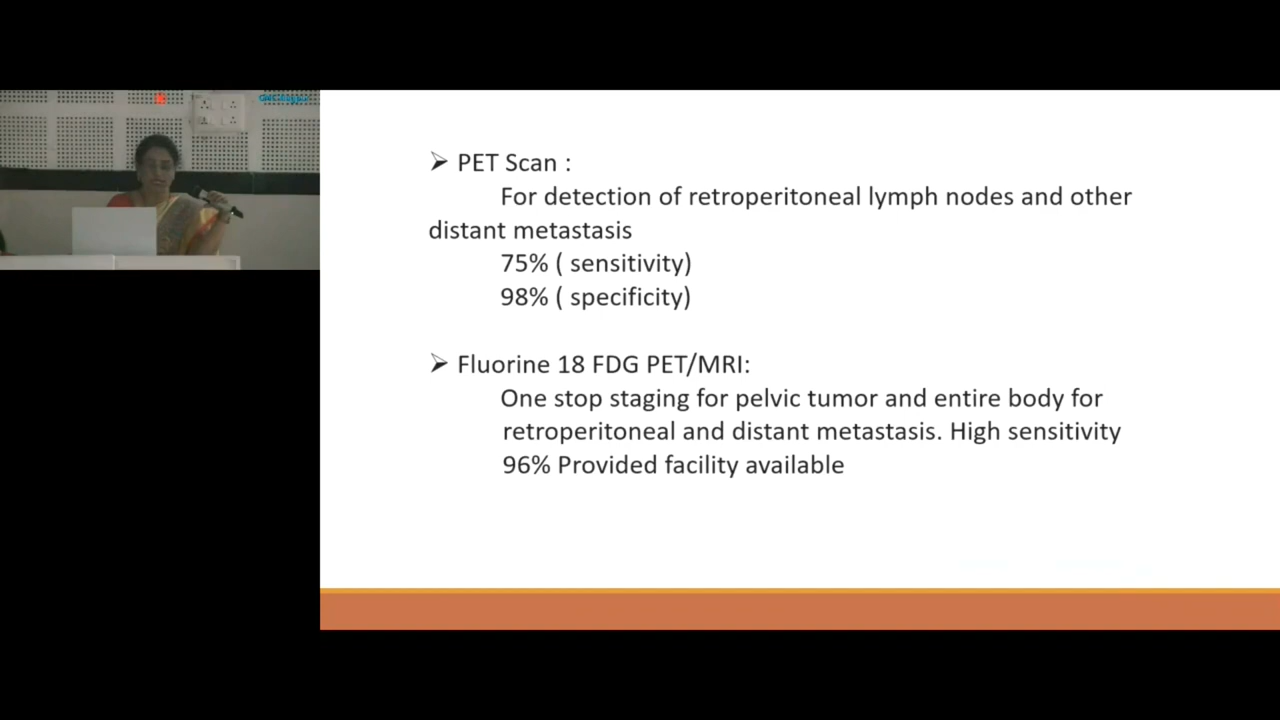 ➢ PET Scan :
For detection of retroperitoneal lymph nodes and other
distant metastasis
75% ( sensitivity)
98% ( specificity)
➢ Fluorine 18 FDG PET/MRI:
One stop staging for pelvic tumor and entire body for
retroperitoneal and distant metastasis. High sensitivity
96% Provided facility available